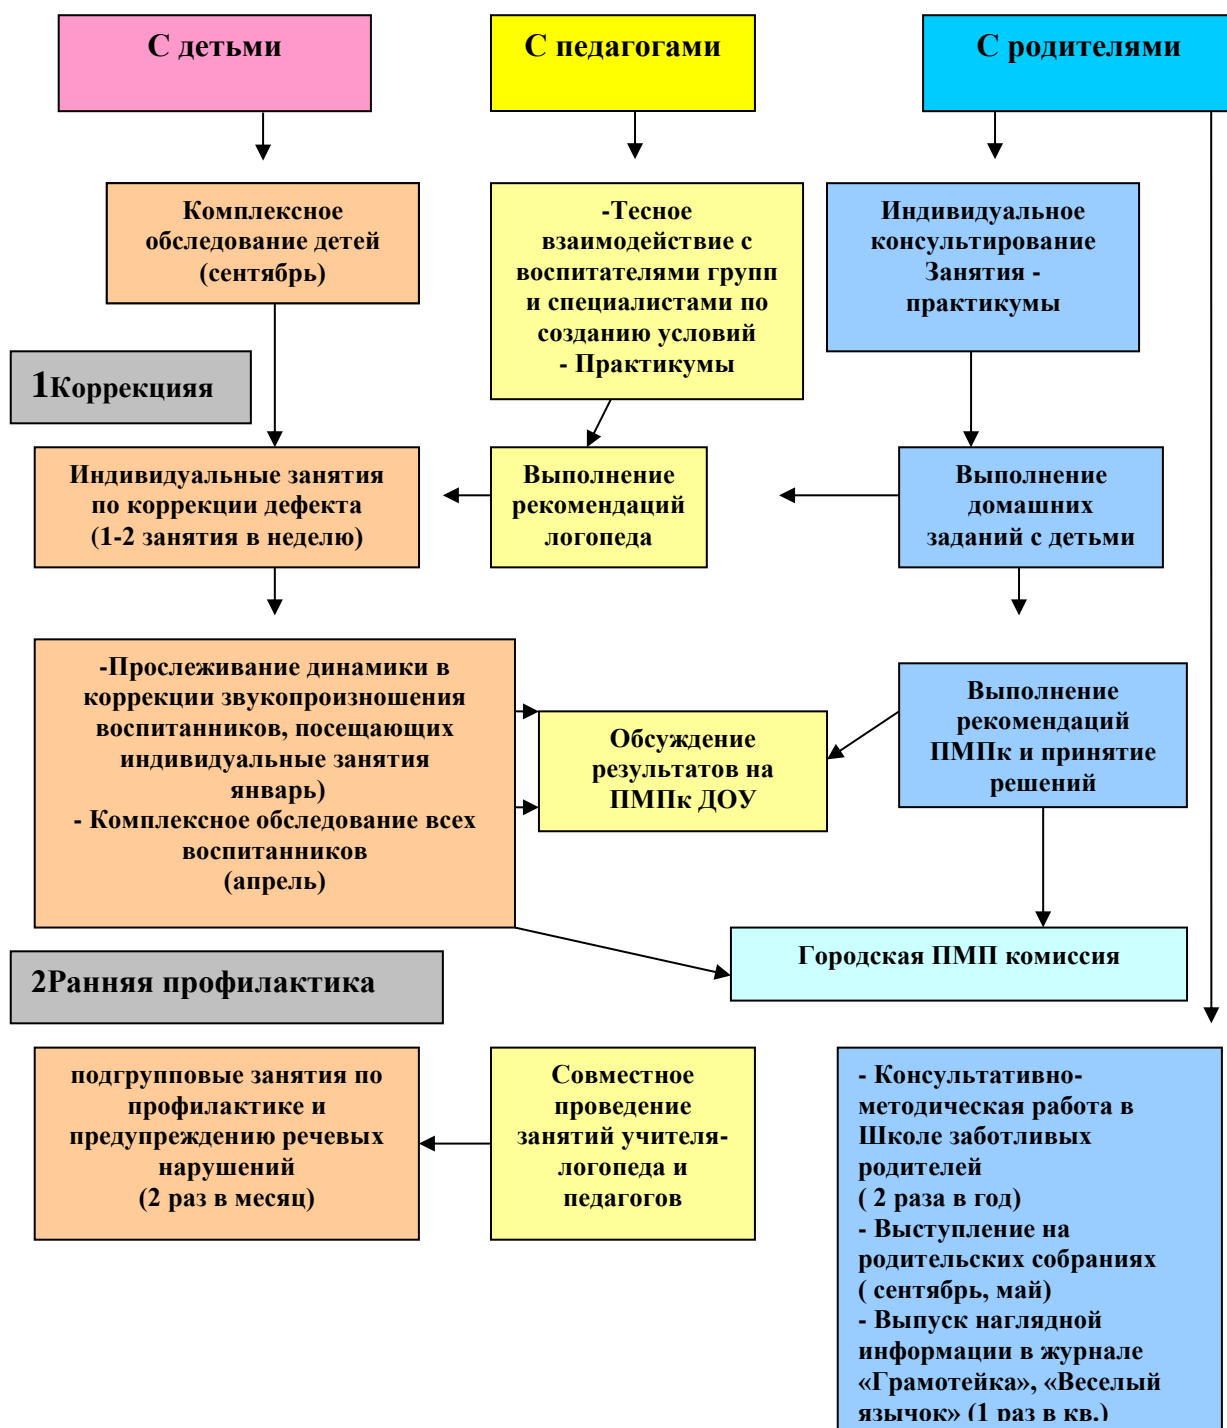 С детьми
С педагогами
С родителями
Комплексное
обследование детей
(сентябрь)
-Тесное
взаимодействие с
воспитателями групп
и специалистами по
созданию условий
- Практикумы
Индивидуальное
консультирование
Занятия -
практикумы
1Коррекцияя
Индивидуальные занятия
по коррекции дефекта
(1-2 занятия в неделю)
Выполнение
рекомендаций
логопеда
Выполнение
домашних
заданий с детьми
-Прослеживание динамики в
коррекции звукопроизношения
воспитанников, посещающих
индивидуальные занятия
январь)
- Комплексное обследование всех
воспитанников
(апрель)
Обсуждение
результатов на
ПМПк ДОУ
Выполнение
рекомендаций
ПМПк и принятие
решений
Городская ПМП комиссия
2Ранняя профилактика
подгрупповые занятия по
профилактике и
предупреждению речевых
нарушений
(2 раз в месяц)
Совместное
проведение
занятий учителя-
логопеда и
педагогов
- Консультативно-
методическая работа в
Школе заботливых
родителей
( 2 раза в год)
- Выступление на
родительских собраниях
( сентябрь, май)
- Выпуск наглядной
информации в журнале
«Грамотейка», «Веселый
язычок» (1 раз в кв.)